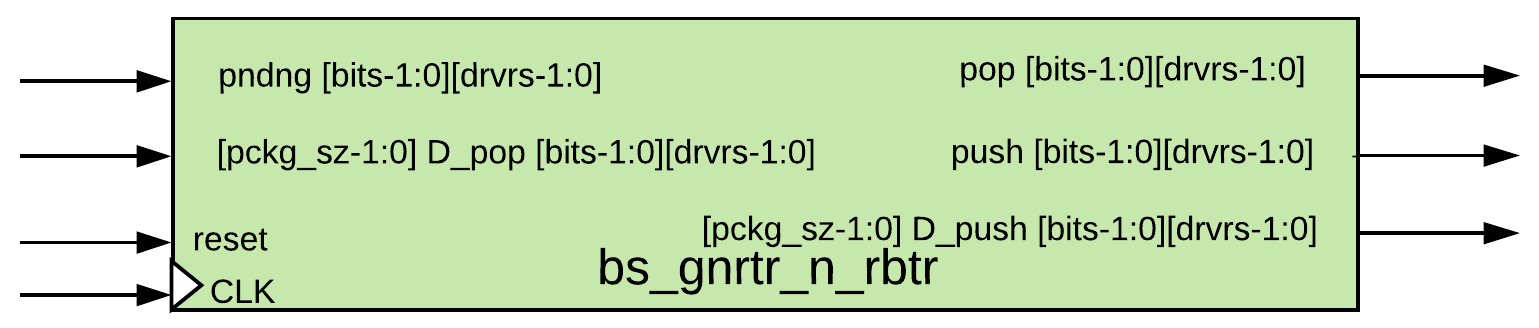 pndng [bits-1:0][drvrs-1:0]
pop [bits-1:0][drvrs-1:0]
[pckg_sz-1:0] D_pop [bits-1:0][drvrs-1:0]
push [bits-1:0][drvrs-1:0]
reset
[pckg_sz-1:0] D_push [bits-1:0][drvrs-1:0]
bs_gnrtr_n_rbtr
CLK